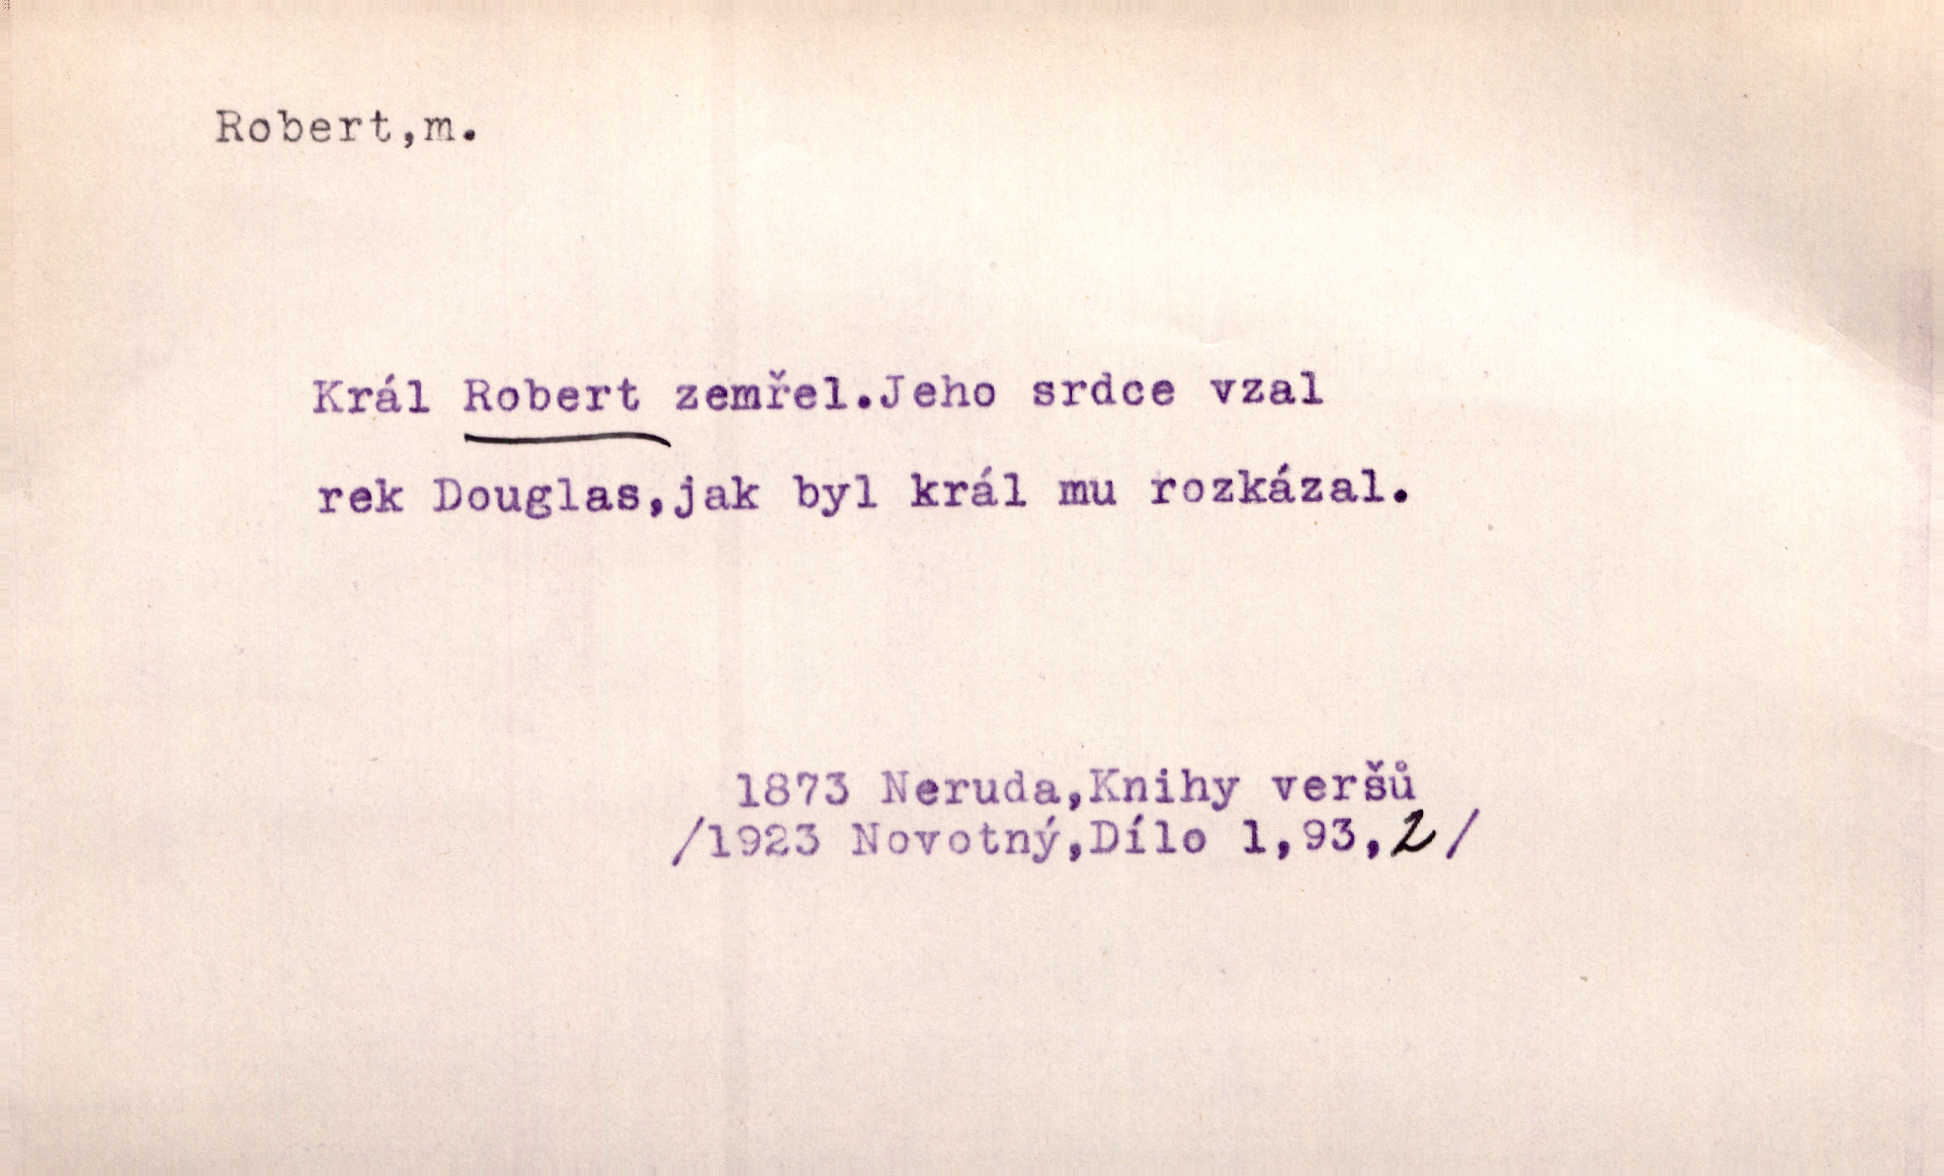 Robert,m.
Král Robert zemřel.Jeho srdce vzal
rek Douglas,jak byl král mu rozkázal.
1873 Neruda,Knihy veršů
/1923 Novotný,Dílo 1,93,2/